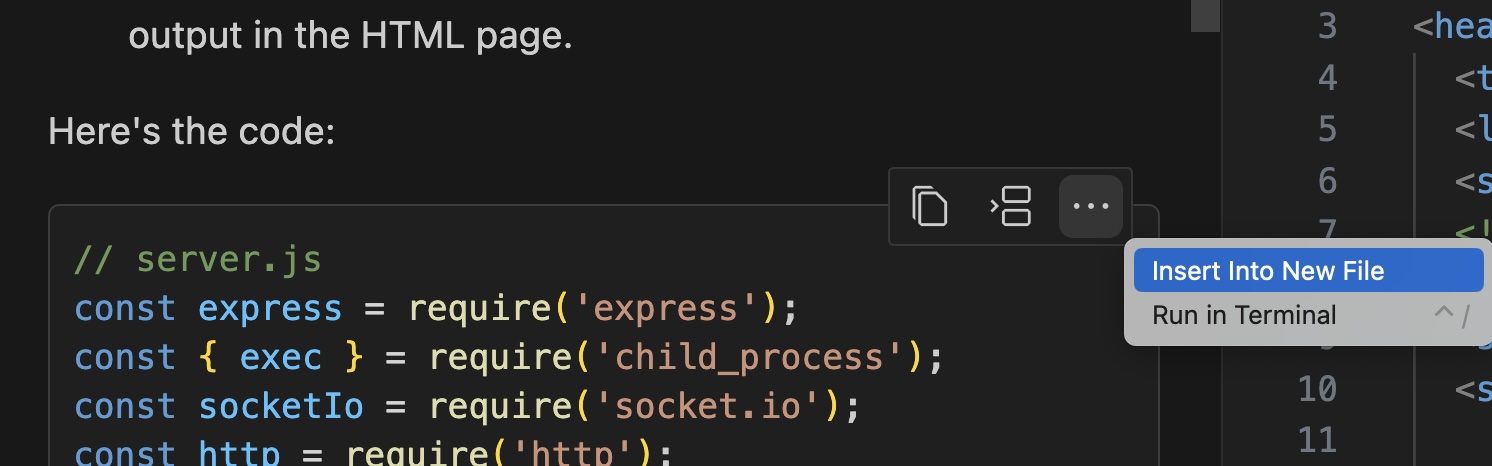 output in the HTML page.
Here's the code:
// server.js
const express = require('express');
const { exec } = require('child_process');
const socketIo = require('socket.io');
const http = require('http');
Insert Into New File
Run in Terminal ^ /
3 <hea
4 <t
5 <l
6 <s
7 <!
10 <s
11